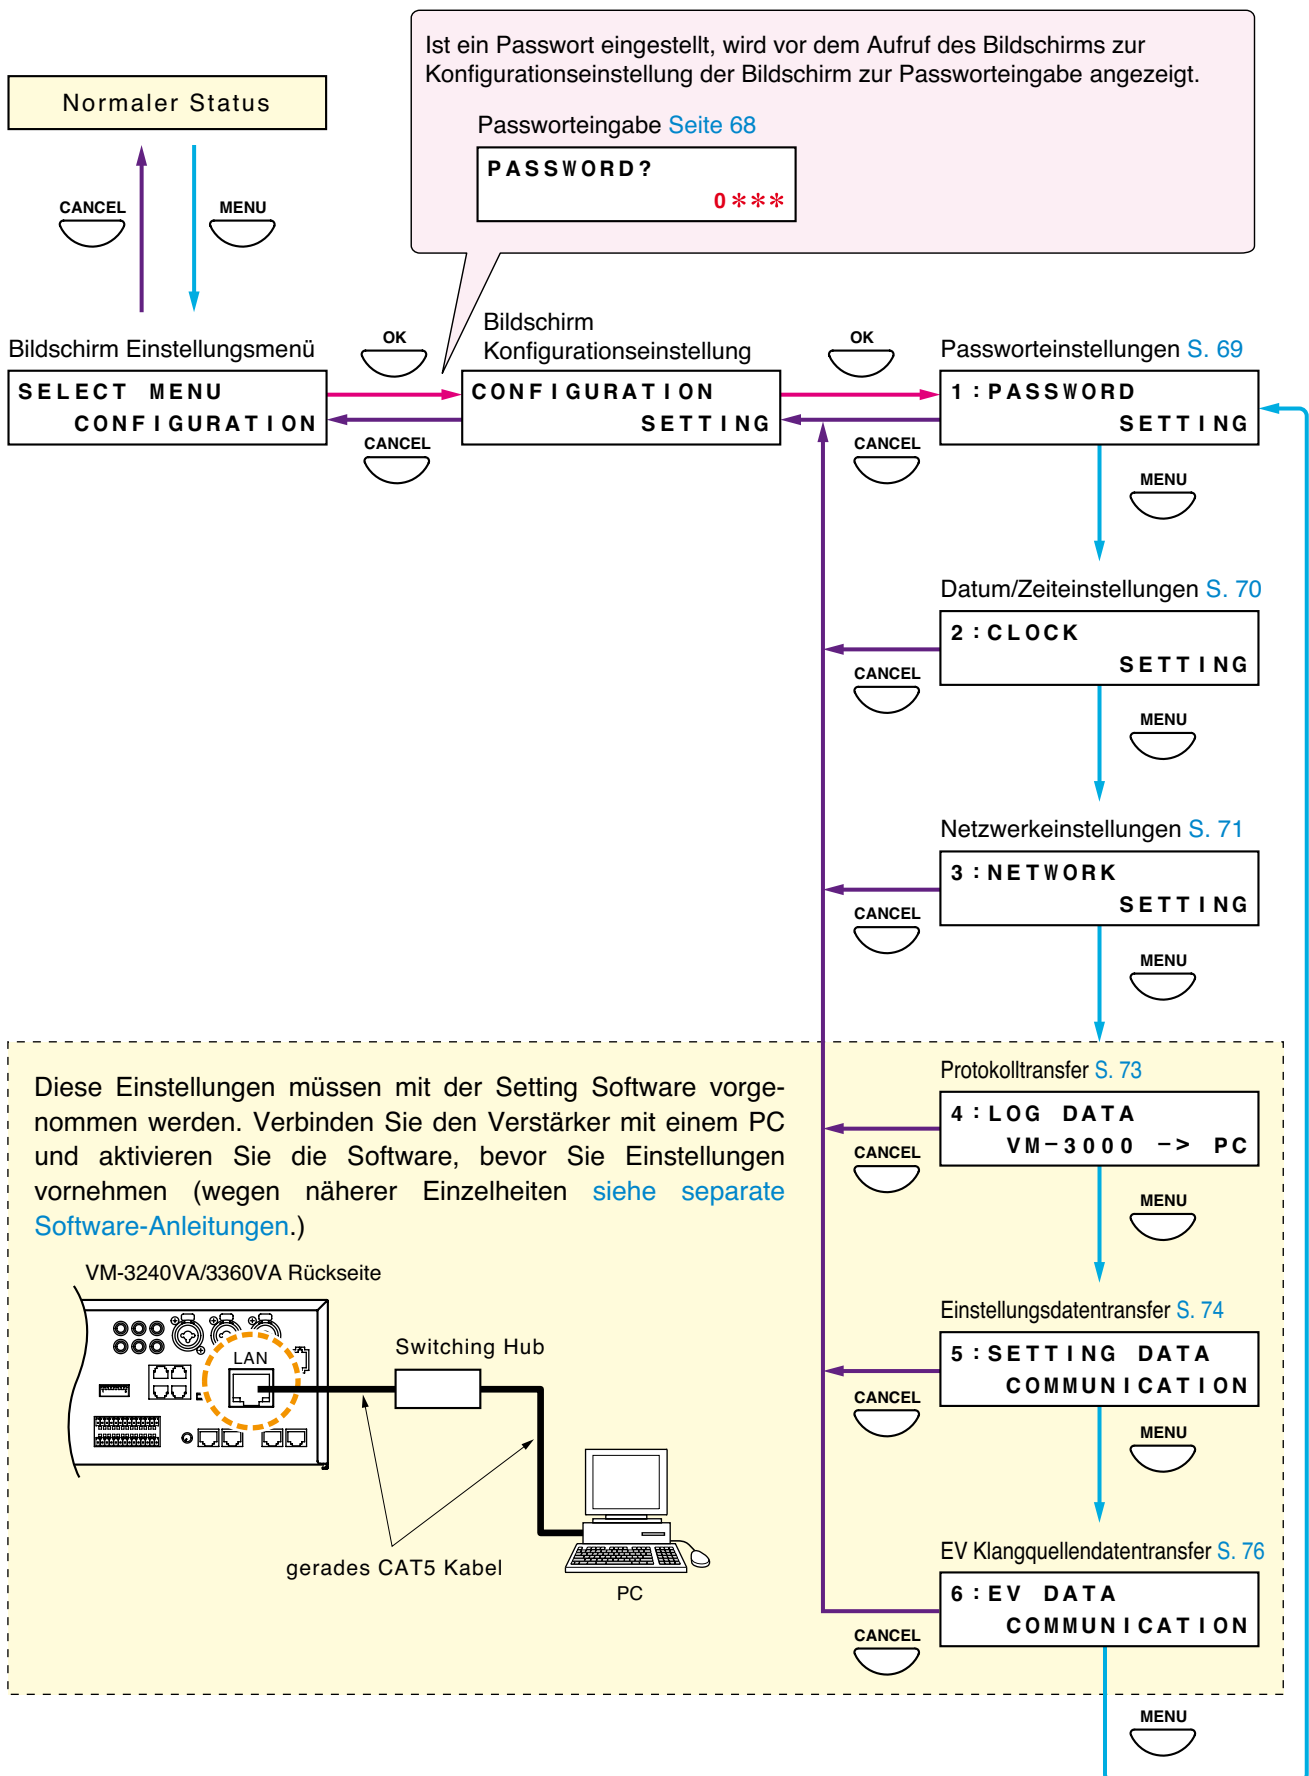 Ist ein Passwort eingestellt, wird vor dem Aufruf des Bildschirms zur
Konfigurationseinstellung der Bildschirm zur Passworteingabe angezeigt.
Passworteingabe Seite 68
PASSWORD?
0***
Normaler Status
CANCEL
MENU
Bildschirm Einstellungsmenü
SELECT MENU
CONFIGURATION
OK
CANCEL
Bildschirm
Konfigurationseinstellung
CONFIGURATION
SETTING
OK
CANCEL
Passworteinstellungen S. 69
1:PASSWORD
SETTING
MENU
Datum/Zeiteinstellungen S. 70
2:CLOCK
SETTING
CANCEL
MENU
Netzwerkeinstellungen S. 71
3:NETWORK
SETTING
CANCEL
MENU
Diese Einstellungen müssen mit der Setting Software vorge-
nommen werden. Verbinden Sie den Verstärker mit einem PC
und aktivieren Sie die Software, bevor Sie Einstellungen
vornehmen (wegen näherer Einzelheiten siehe separate
Software-Anleitungen.)
VM-3240VA/3360VA Rückseite
LAN
Switching Hub
gerades CAT5 Kabel
PC
Protokolltransfer S. 73
4:LOG DATA
VM-3000 -> PC
CANCEL
MENU
Einstellungsdatentransfer S. 74
5:SETTING DATA
COMMUNICATION
CANCEL
MENU
EV Klangquellendatentransfer S. 76
6:EV DATA
COMMUNICATION
CANCEL
MENU